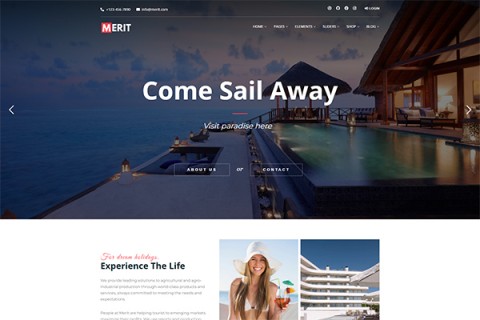 +123-456-7890 info@merit.com LOGIN
MERIT
HOME PAGES ELEMENTS SLIDERS SHOP BLOG
Come Sail Away
Visit paradise here
ABOUT US or CONTACT
For dream holidays.
Experience The Life
We provide leading solutions to agricultural and agro-
industrial production through world-class products and
services, always committed to meeting the needs and
expectations.
People at Merit are helping